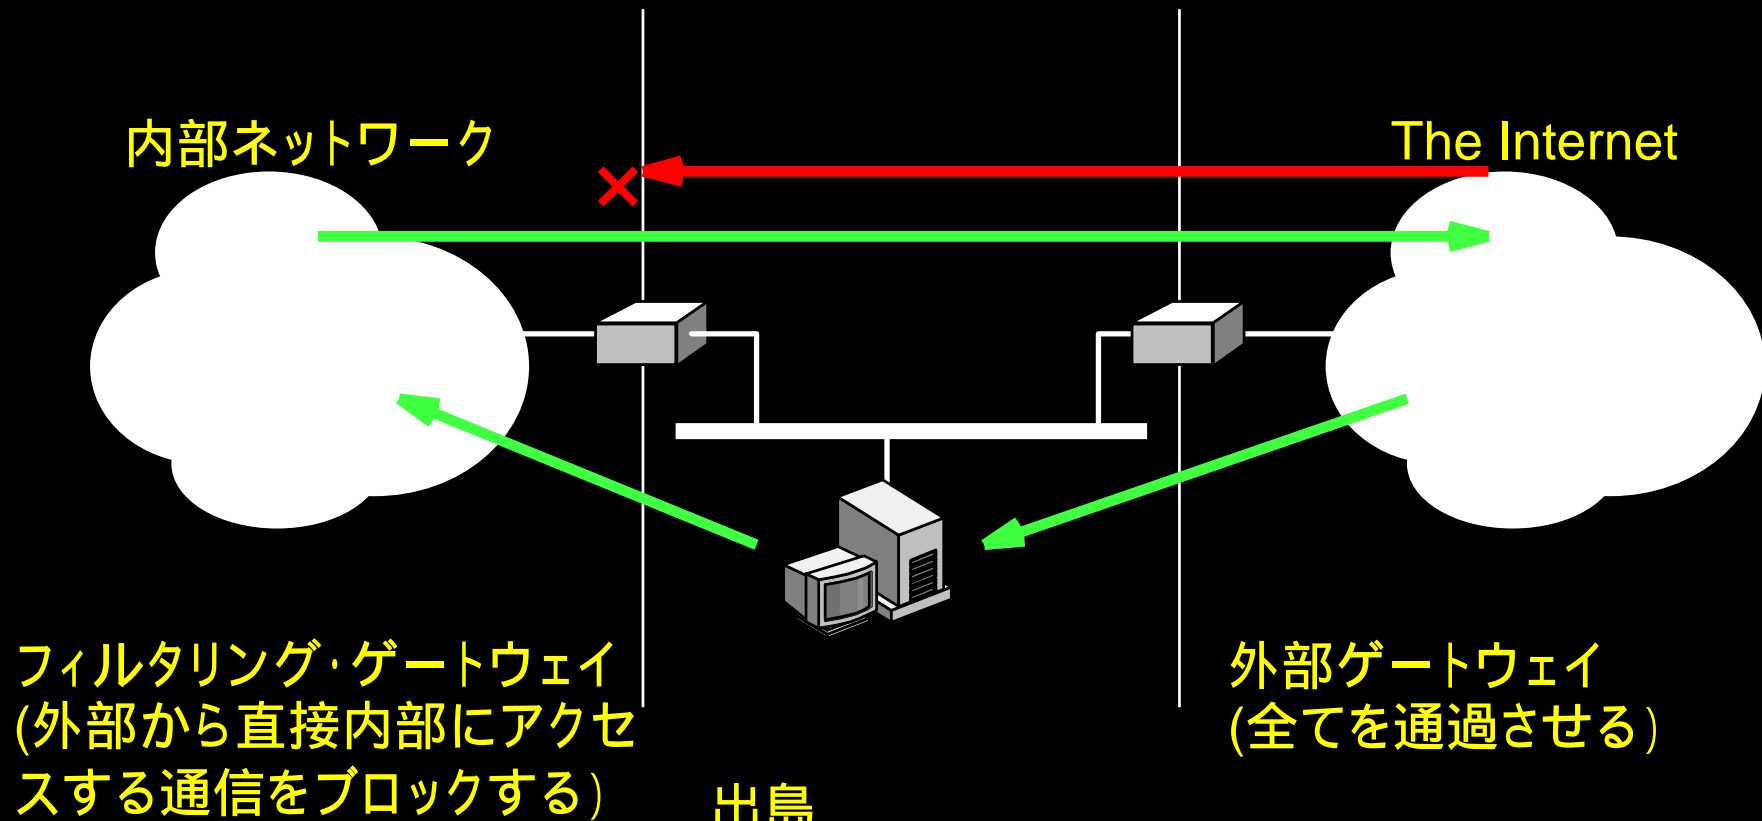 内部ネットワーク
The Internet
フィルタリング・ゲートウェイ
(外部から直接内部にアクセ
スする通信をブロックする)
外部ゲートウェイ
(全てを通過させる)
出島